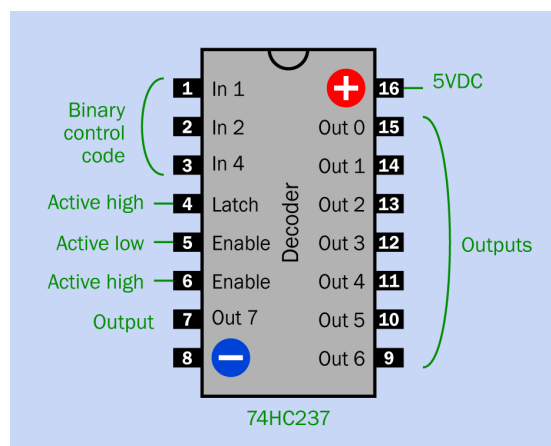 1 In 1 16 5VDC
Binary control code
2 In 2 Out 0 15
3 In 4 Out 1 14
Active high 4 Latch Out 2 13
Active low 5 Enable Out 3 12
Decoder
Outputs
Active high 6 Enable Out 4 11
Output 7 Out 7 Out 5 10
8 Out 6 9
74HC237